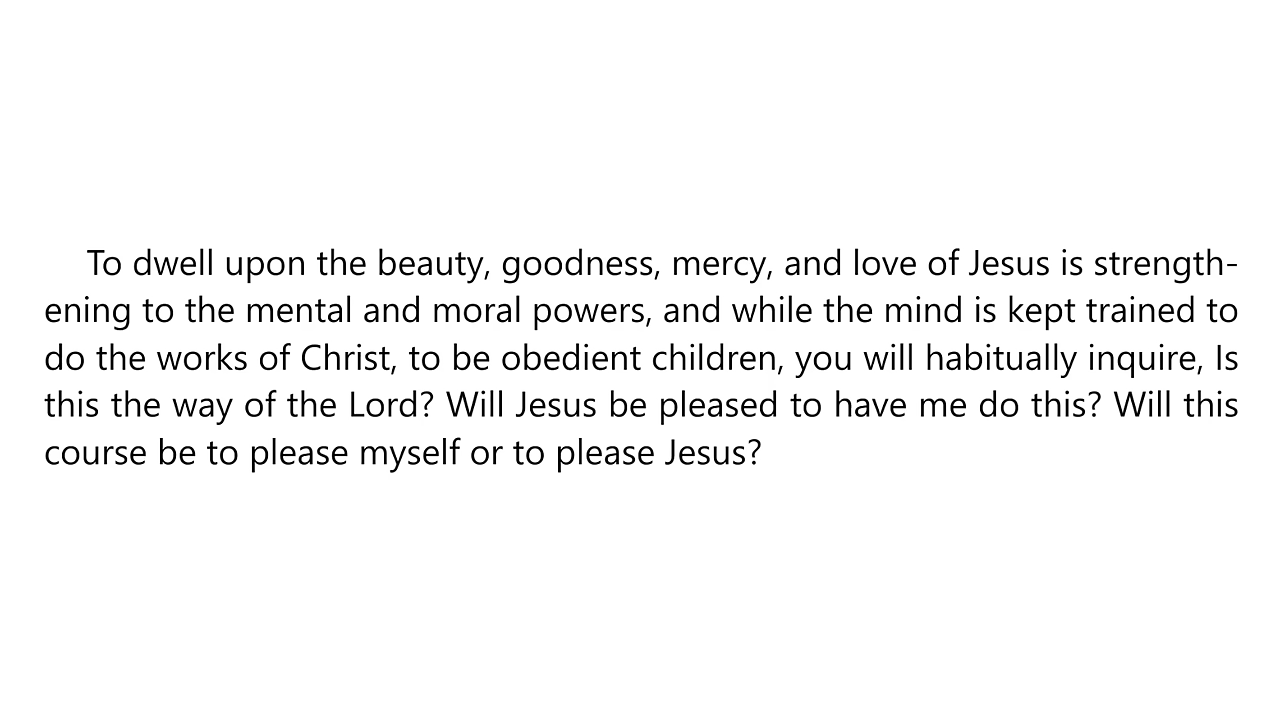 To dwell upon the beauty, goodness, mercy, and love of Jesus is strength-
ening to the mental and moral powers, and while the mind is kept trained to
do the works of Christ, to be obedient children, you will habitually inquire, Is
this the way of the Lord? Will Jesus be pleased to have me do this? Will this
course be to please myself or to please Jesus?